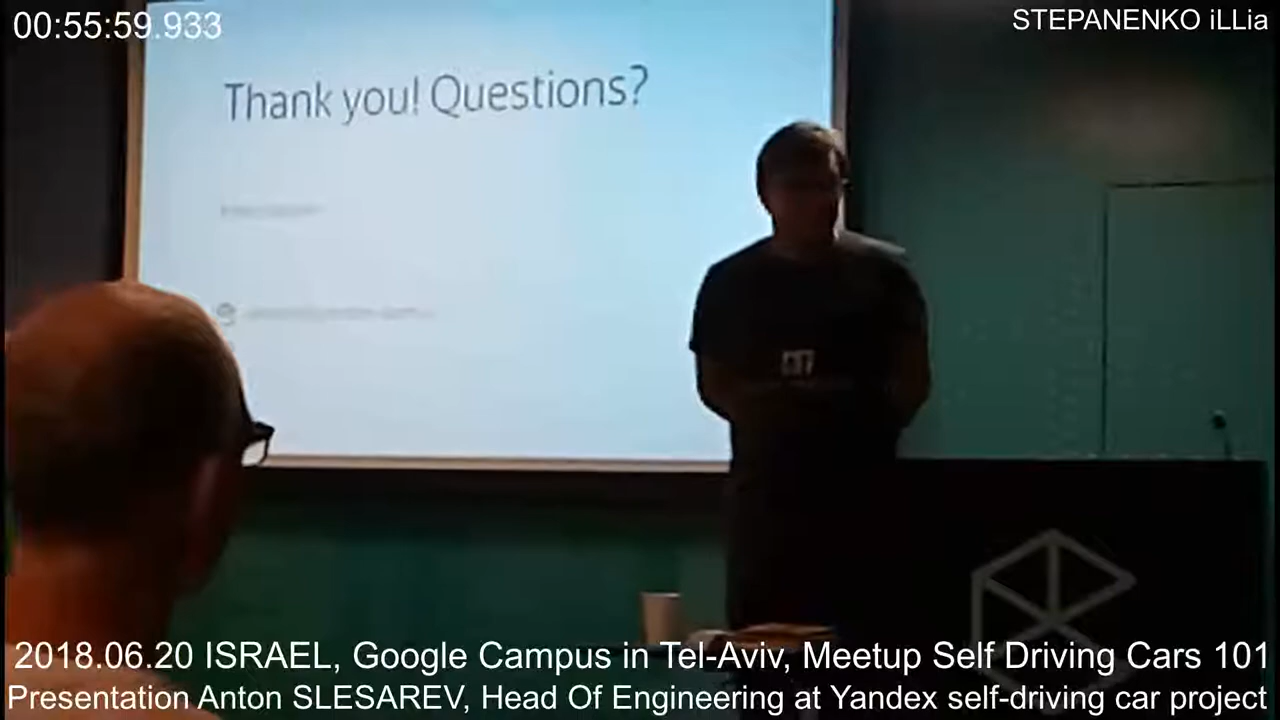 00:55:59.933
STEPANENKO iLLia
Thank you! Questions?
2018.06.20 ISRAEL, Google Campus in Tel-Aviv, Meetup Self Driving Cars 101
Presentation Anton SLESAREV, Head Of Engineering at Yandex self-driving car project